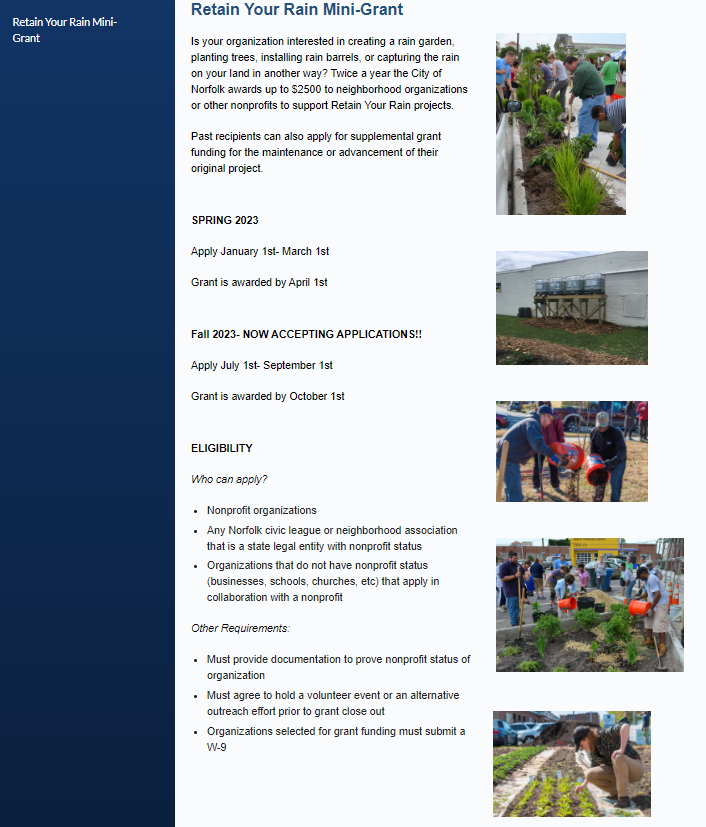 Retain Your Rain Mini-
Grant
Retain Your Rain Mini-Grant
Is your organization interested in creating a rain garden,
planting trees, installing rain barrels, or capturing the rain
on your land in another way? Twice a year the City of
Norfolk awards up to $2500 to neighborhood organizations
or other nonprofits to support Retain Your Rain projects.
Past recipients can also apply for supplemental grant
funding for the maintenance or advancement of their
original project.
SPRING 2023
Apply January 1st- March 1st
Grant is awarded by April 1st
Fall 2023- NOW ACCEPTING APPLICATIONS!!
Apply July 1st- September 1st
Grant is awarded by October 1st
ELIGIBILITY
Who can apply?
• Nonprofit organizations
• Any Norfolk civic league or neighborhood association
that is a state legal entity with nonprofit status
• Organizations that do not have nonprofit status
(businesses, schools, churches, etc) that apply in
collaboration with a nonprofit
Other Requirements:
• Must provide documentation to prove nonprofit status of
organization
• Must agree to hold a volunteer event or an alternative
outreach effort prior to grant close out
• Organizations selected for grant funding must submit a
W-9